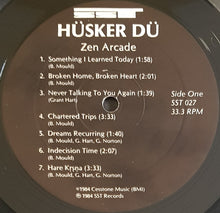 SST
HÜSKER DÜ
Zen Arcade
Side One
SST 027
33.3 RPM
1. Something I Learned Today (1:58)
(B. Mould)
2. Broken Home, Broken Heart (2:01)
(B. Mould)
3. Never Talking To You Again (1:39)
(Grant Hart)
4. Chartered Trips (3:33)
(B. Mould)
5. Dreams Recurring (1:40)
(B. Mould, G. Hart, G. Norton)
6. Indecision Time (2:07)
(B. Mould)
7. Hare Krsna (3:33)
(B. Mould, G. Hart, G. Norton)
©1984 Cesstone Music (BMI)
℗ 1984 SST Records